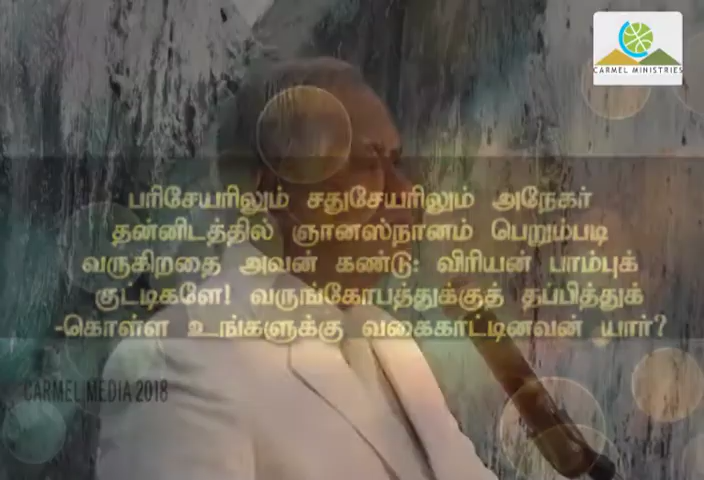 CARMEL MINISTRIES
பரிசேயரிலும் சதுசேயரிலும் அநேகர்
தன்னிடத்தில் ஞானஸ்நானம் பெறும்படி
வருகிறதை அவன் கண்டு: விரியன் பாம்புக்
குட்டிகளே! வருங்கோபத்துக்குத் தப்பித்துக்
-கொள்ள உங்களுக்கு வகைகாட்டினவன் யார்?
CARMEL MEDIA 2018